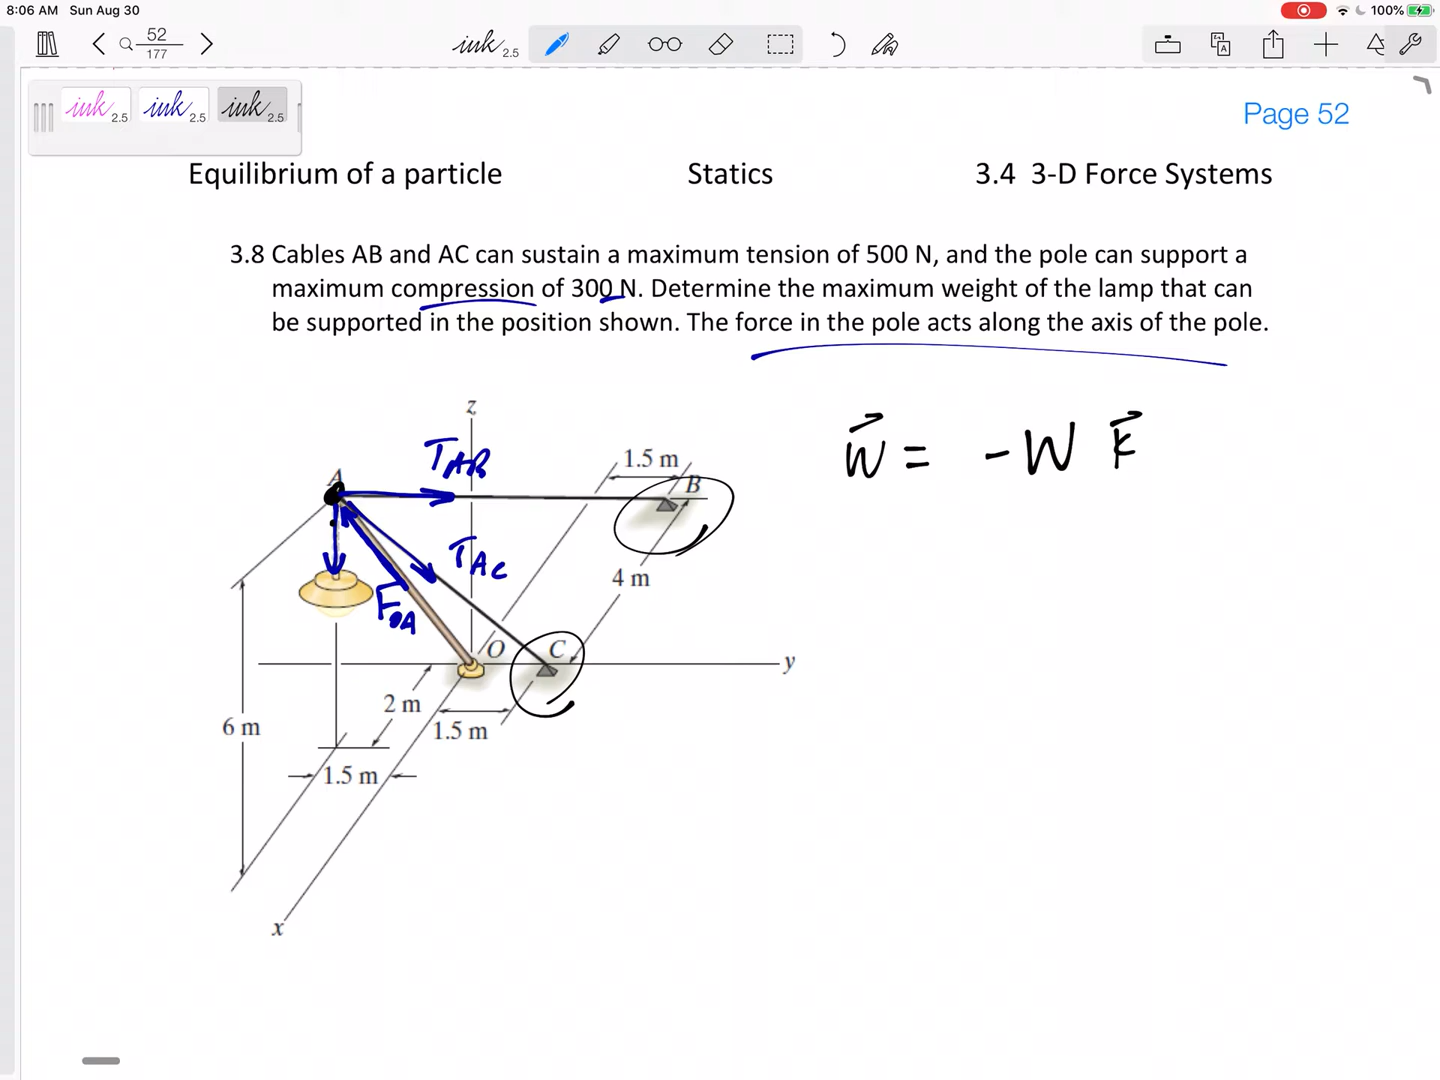 8:06 AM Sun Aug 30
100%
52
177
ink 2.5
ink 2.5
ink 2.5
ink 2.5
Page 52
Equilibrium of a particle Statics 3.4 3-D Force Systems
3.8 Cables AB and AC can sustain a maximum tension of 500 N, and the pole can support a
maximum compression of 300 N. Determine the maximum weight of the lamp that can
be supported in the position shown. The force in the pole acts along the axis of the pole.
z
W = -W k
T_AB
1.5 m
A
B
T_AC
4 m
F_OA
O
C
y
2 m
6 m
1.5 m
1.5 m
x